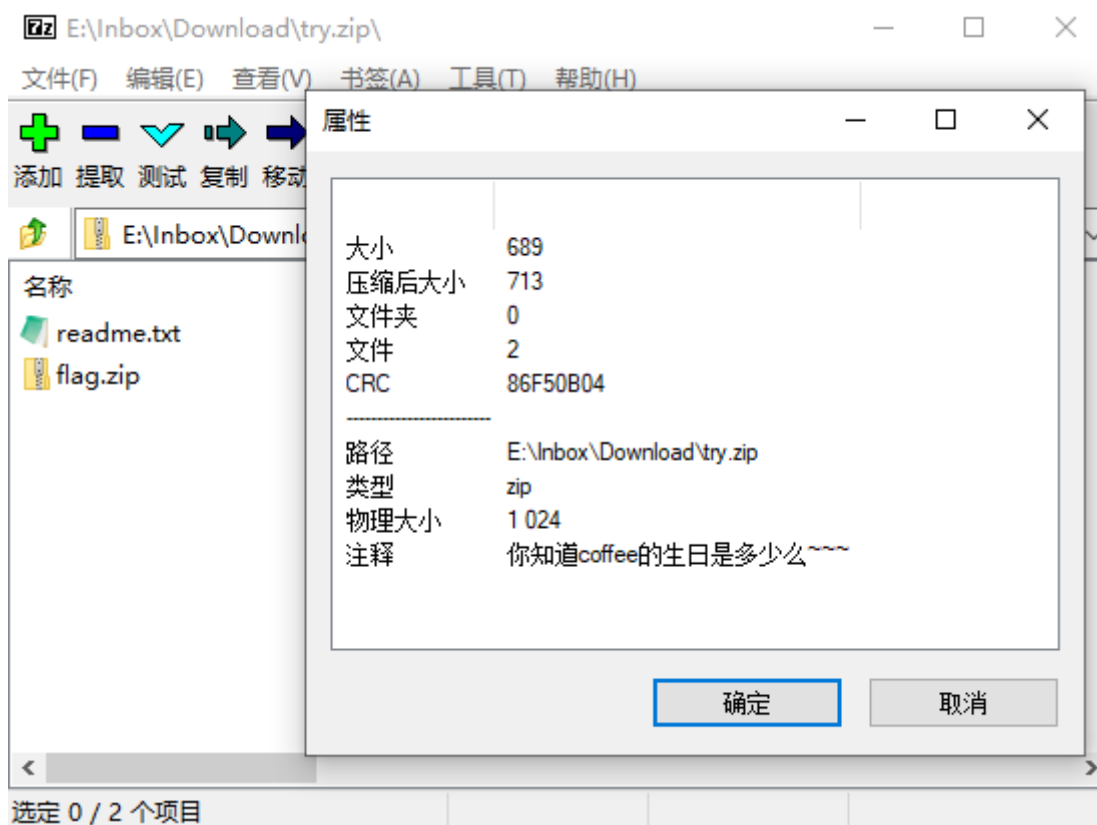 7z E:\Inbox\Download\try.zip\
文件(F) 编辑(E) 查看(V) 书签(A) 工具(T) 帮助(H)
添加 提取 测试 复制 移动
E:\Inbox\Downl
名称
readme.txt
flag.zip
属性
大小 689
压缩后大小 713
文件夹 0
文件 2
CRC 86F50B04
------------------------
路径 E:\Inbox\Download\try.zip
类型 zip
物理大小 1 024
注释 你知道coffee的生日是多少么~~~
确定 取消
选定 0 / 2 个项目